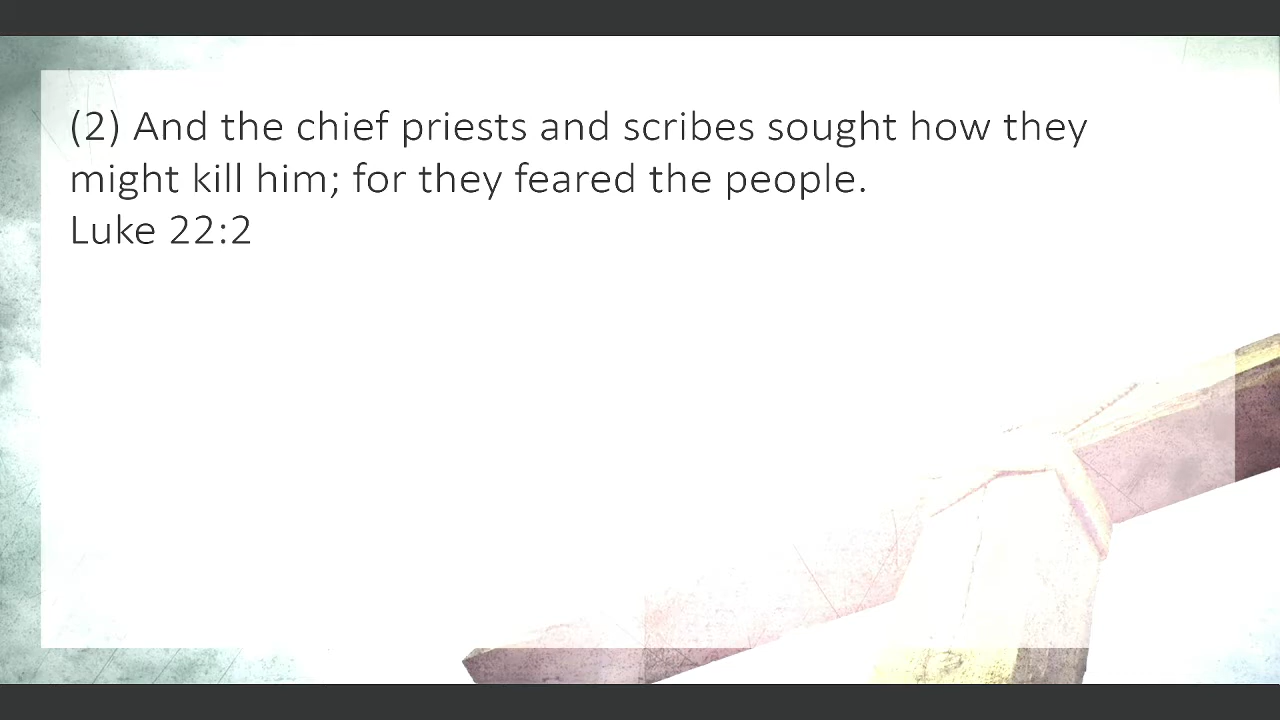 (2) And the chief priests and scribes sought how they
might kill him; for they feared the people.
Luke 22:2